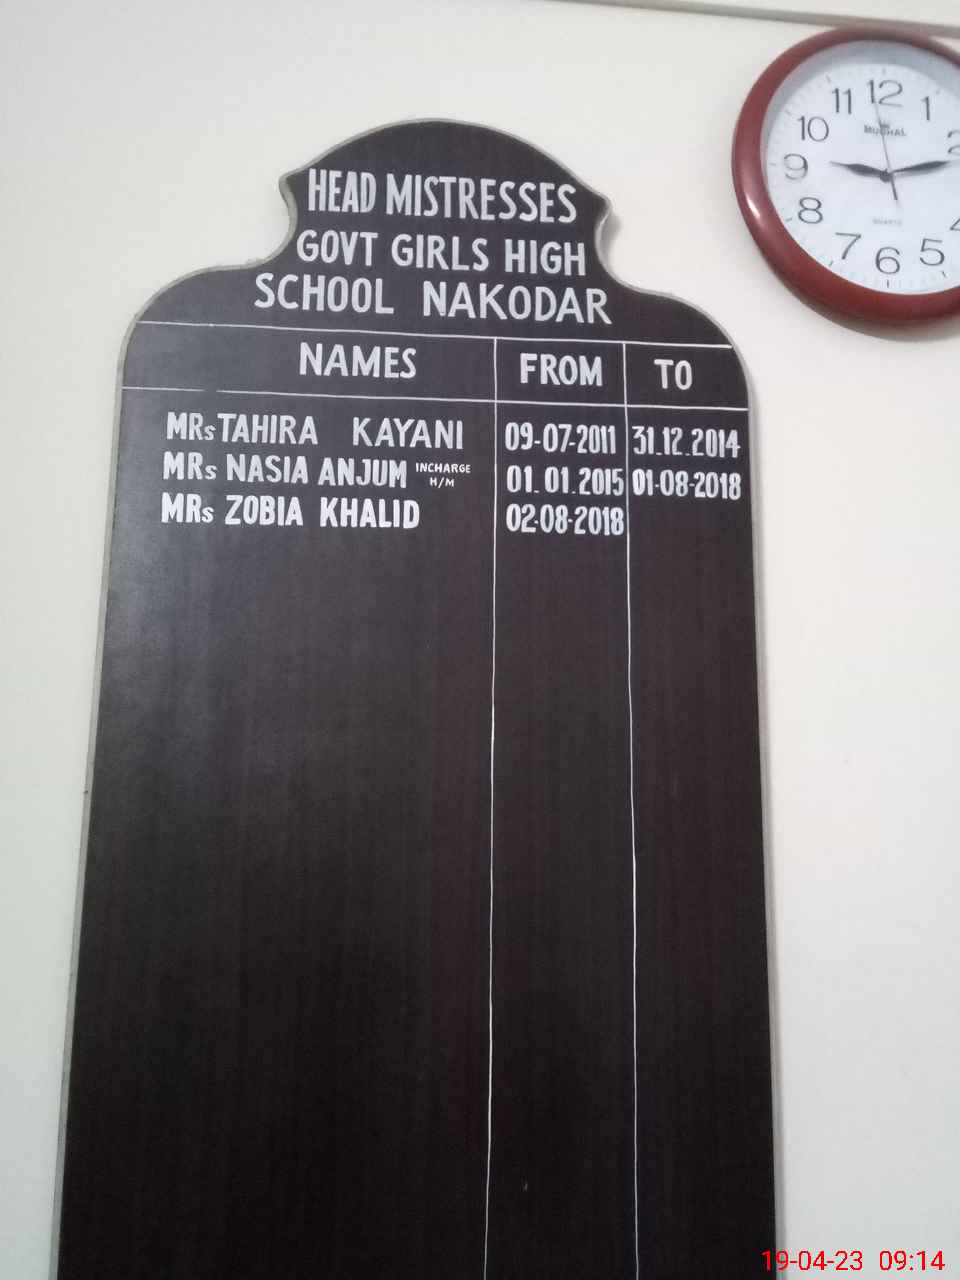 HEAD MISTRESSES
GOVT GIRLS HIGH
SCHOOL NAKODAR
NAMES FROM TO
MRs TAHIRA KAYANI 09-07-2011 31.12.2014
MRs NASIA ANJUM INCHARGE H/M 01.01.2015 01-08-2018
MRs ZOBIA KHALID 02-08-2018
12
11 1
10 2
9
8 4
7 5
6
MUGHAL
QUARTZ
19-04-23 09:14